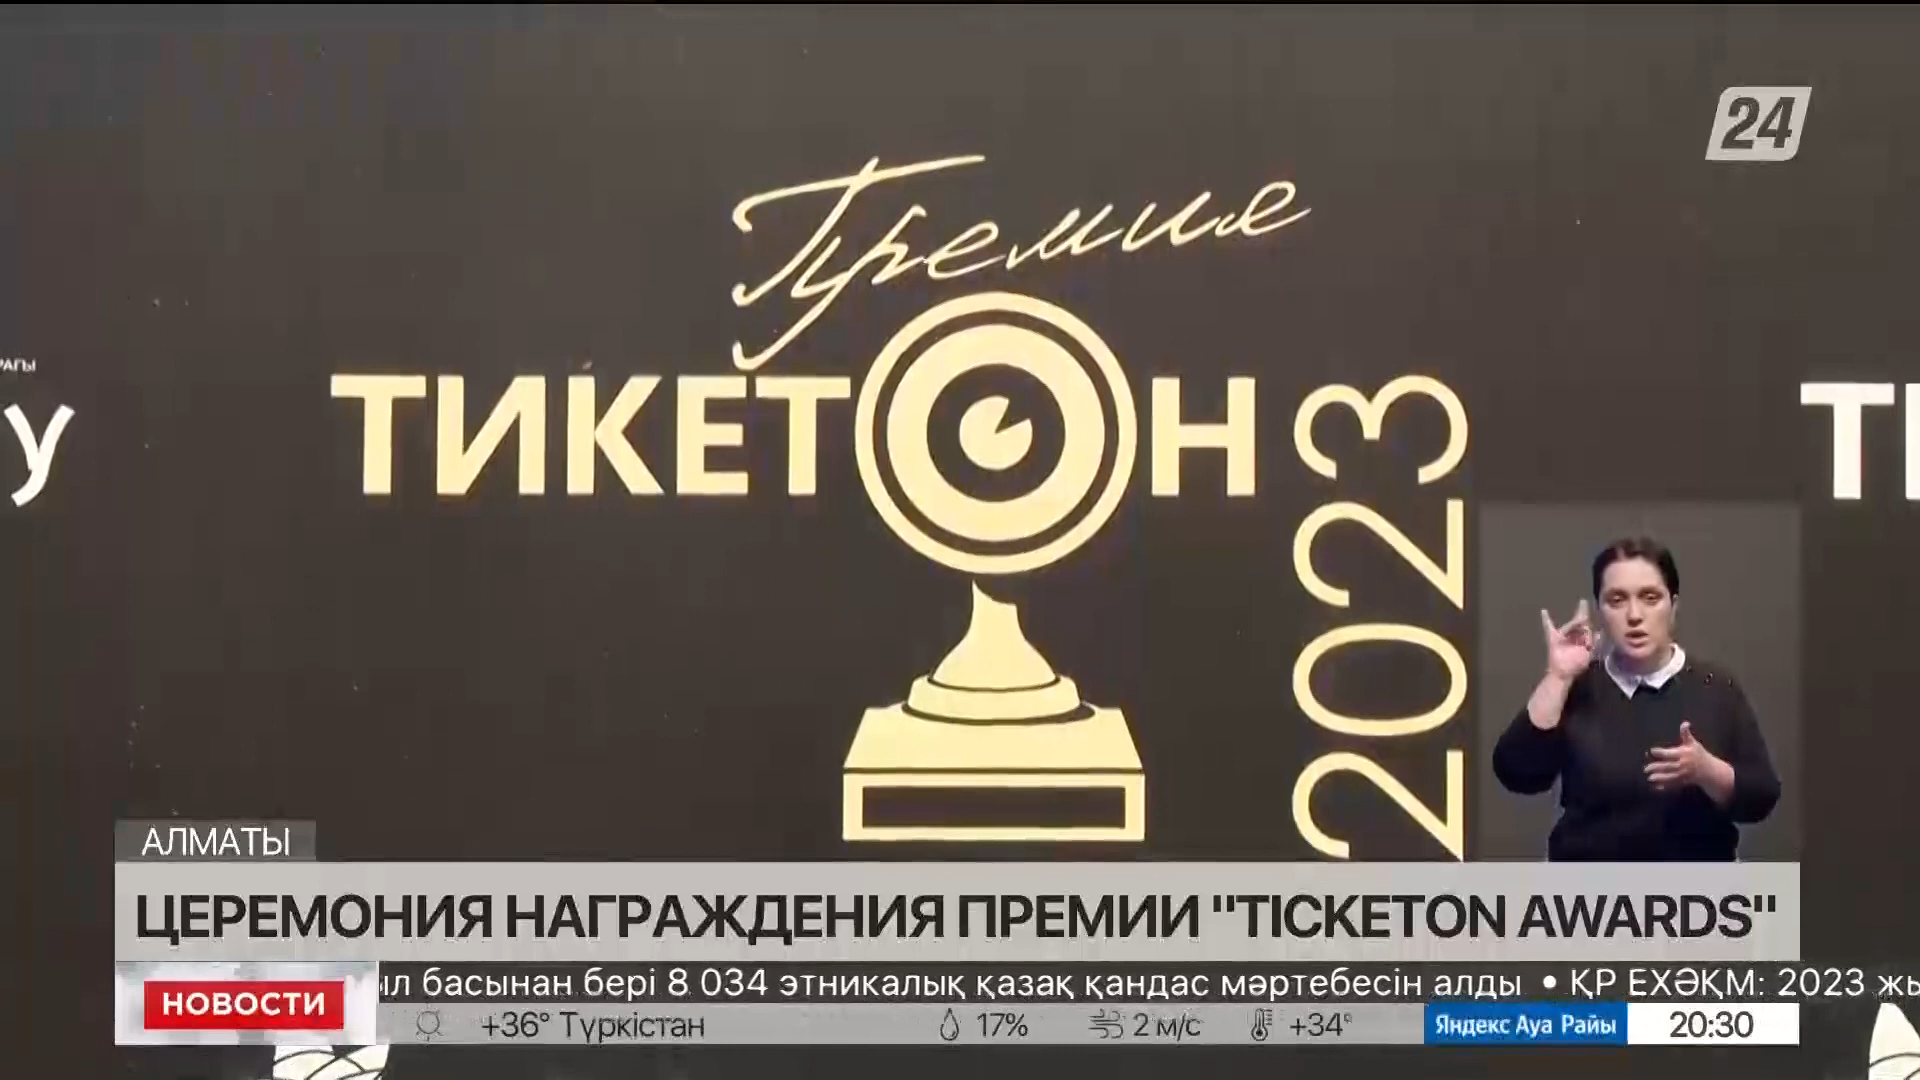 24
Премия
ТИКЕТОН
2023
РАГЫ
У
АЛМАТЫ
ЦЕРЕМОНИЯ НАГРАЖДЕНИЯ ПРЕМИИ "TICKETON AWARDS"
НОВОСТИ
басынан бері 8 034 этникалық қазақ қандас мәртебесін алды • ҚР ЕХӘҚМ: 2023
+36° Түркістан 17% 2 м/с +34° Яндекс Ауа Райы 20:30